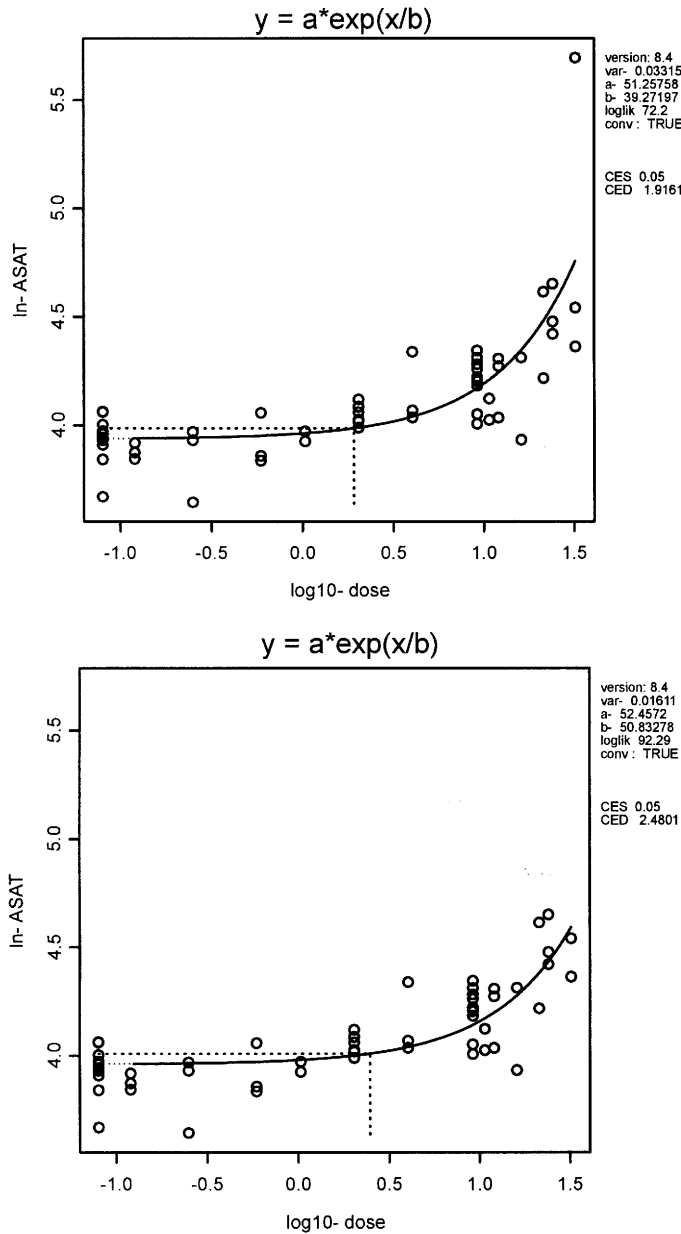 y = a*exp(x/b)
version: 8.4
var- 0.03315
a- 51.25758
b- 39.27197
loglik 72.2
conv : TRUE
CES 0.05
CED 1.9161
ln- ASAT
5.5
5.0
4.5
4.0
-1.0 -0.5 0.0 0.5 1.0 1.5
log10- dose
y = a*exp(x/b)
version: 8.4
var- 0.01611
a- 52.4572
b- 50.83278
loglik 92.29
conv : TRUE
CES 0.05
CED 2.4801
ln- ASAT
5.5
5.0
4.5
4.0
-1.0 -0.5 0.0 0.5 1.0 1.5
log10- dose